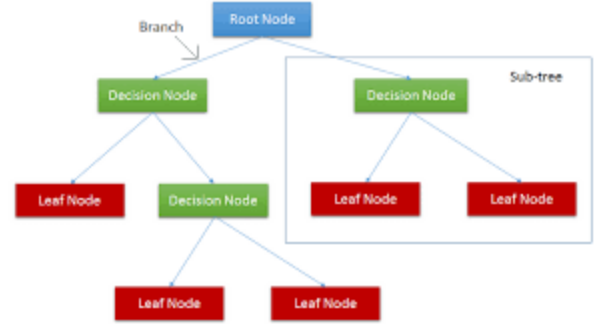 Root Node
Branch
Sub-tree
Decision Node
Decision Node
Leaf Node
Decision Node
Leaf Node
Leaf Node
Leaf Node
Leaf Node